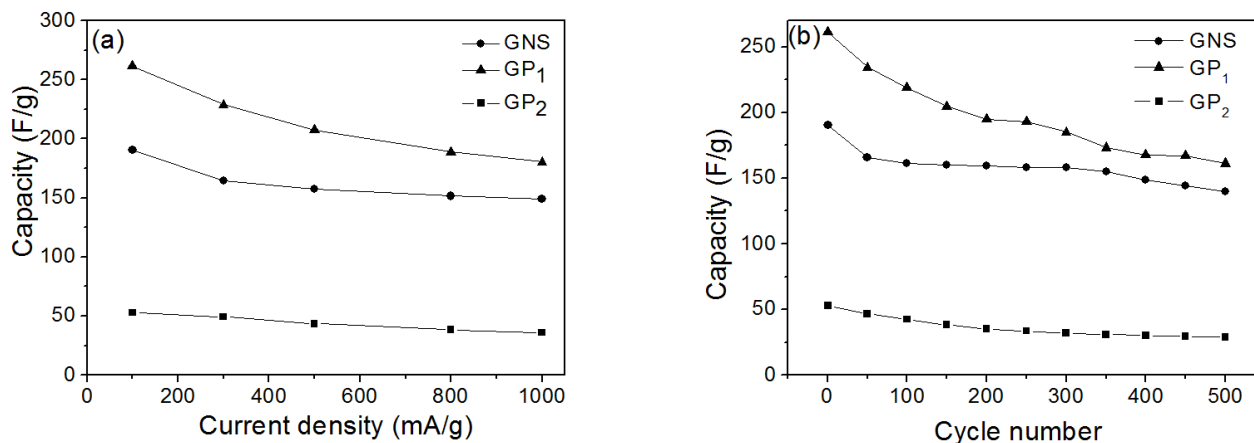 (a)
GNS
GP1
GP2
300
250
200
150
100
50
0
Capacity (F/g)
0 200 400 600 800 1000
Current density (mA/g)
(b)
GNS
GP1
GP2
250
200
150
100
50
0
Capacity (F/g)
0 100 200 300 400 500
Cycle number